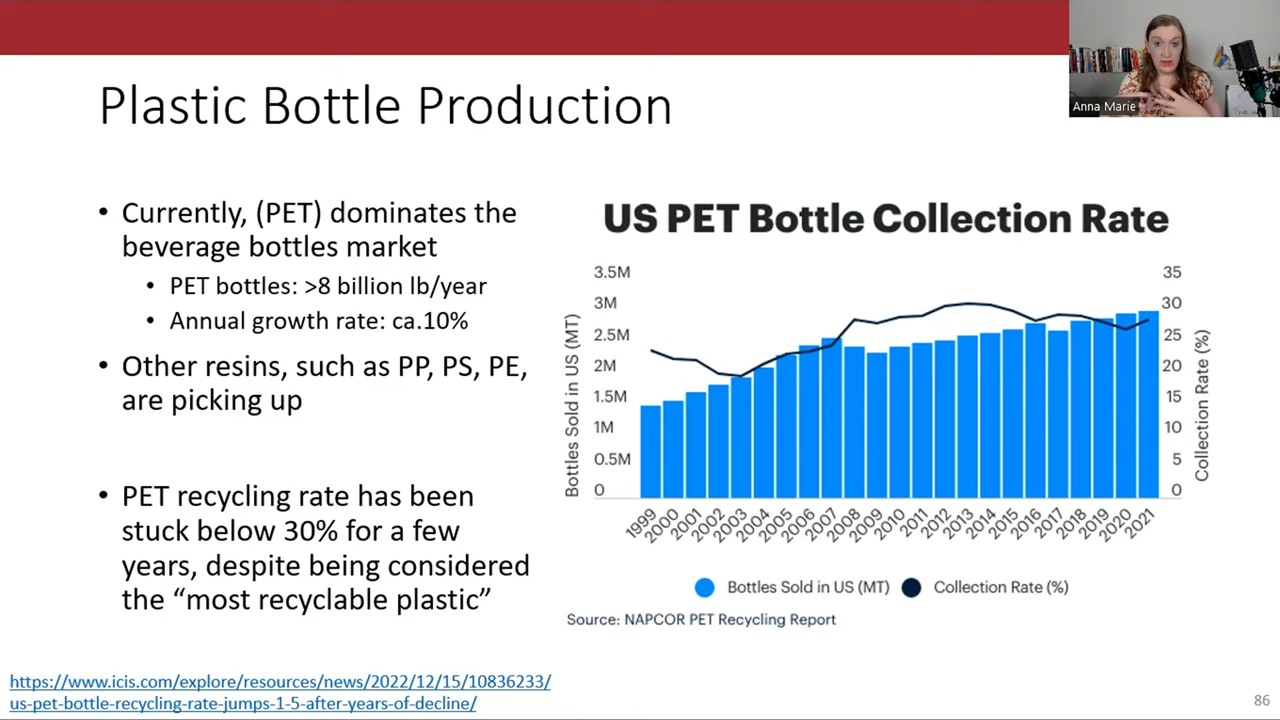 Anna Marie
Plastic Bottle Production
• Currently, (PET) dominates the
beverage bottles market
• PET bottles: >8 billion lb/year
• Annual growth rate: ca.10%
• Other resins, such as PP, PS, PE,
are picking up
• PET recycling rate has been
stuck below 30% for a few
years, despite being considered
the “most recyclable plastic”
US PET Bottle Collection Rate
Bottles Sold in US (MT)
3.5M
3M
2.5M
2M
1.5M
1M
0.5M
0
35
30
25
20
15
10
5
0
Collection Rate (%)
1999 2000 2001 2002 2003 2004 2005 2006 2007 2008 2009 2010 2011 2012 2013 2014 2015 2016 2017 2018 2019 2020 2021
Bottles Sold in US (MT) Collection Rate (%)
Source: NAPCOR PET Recycling Report
https://www.icis.com/explore/resources/news/2022/12/15/10836233/
us-pet-bottle-recycling-rate-jumps-1-5-after-years-of-decline/
86